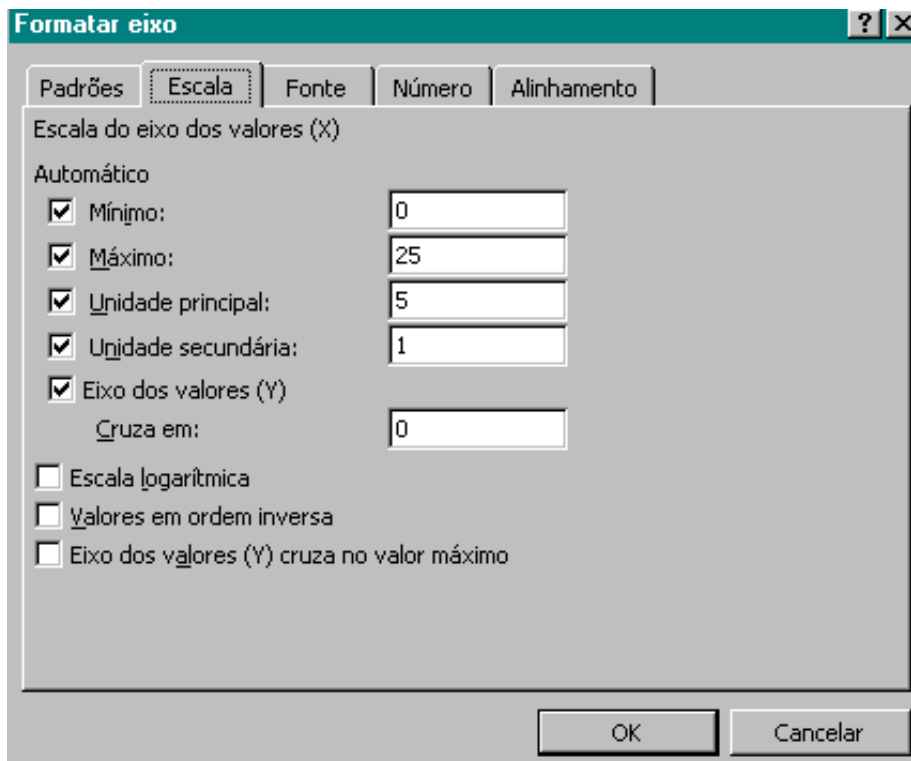 Formatar eixo ? X
Padrões Escala Fonte Número Alinhamento
Escala do eixo dos valores (X)
Automático
Mínimo: 0
Máximo: 25
Unidade principal: 5
Unidade secundária: 1
Eixo dos valores (Y)
Cruza em: 0
Escala logarítmica
Valores em ordem inversa
Eixo dos valores (Y) cruza no valor máximo
OK Cancelar